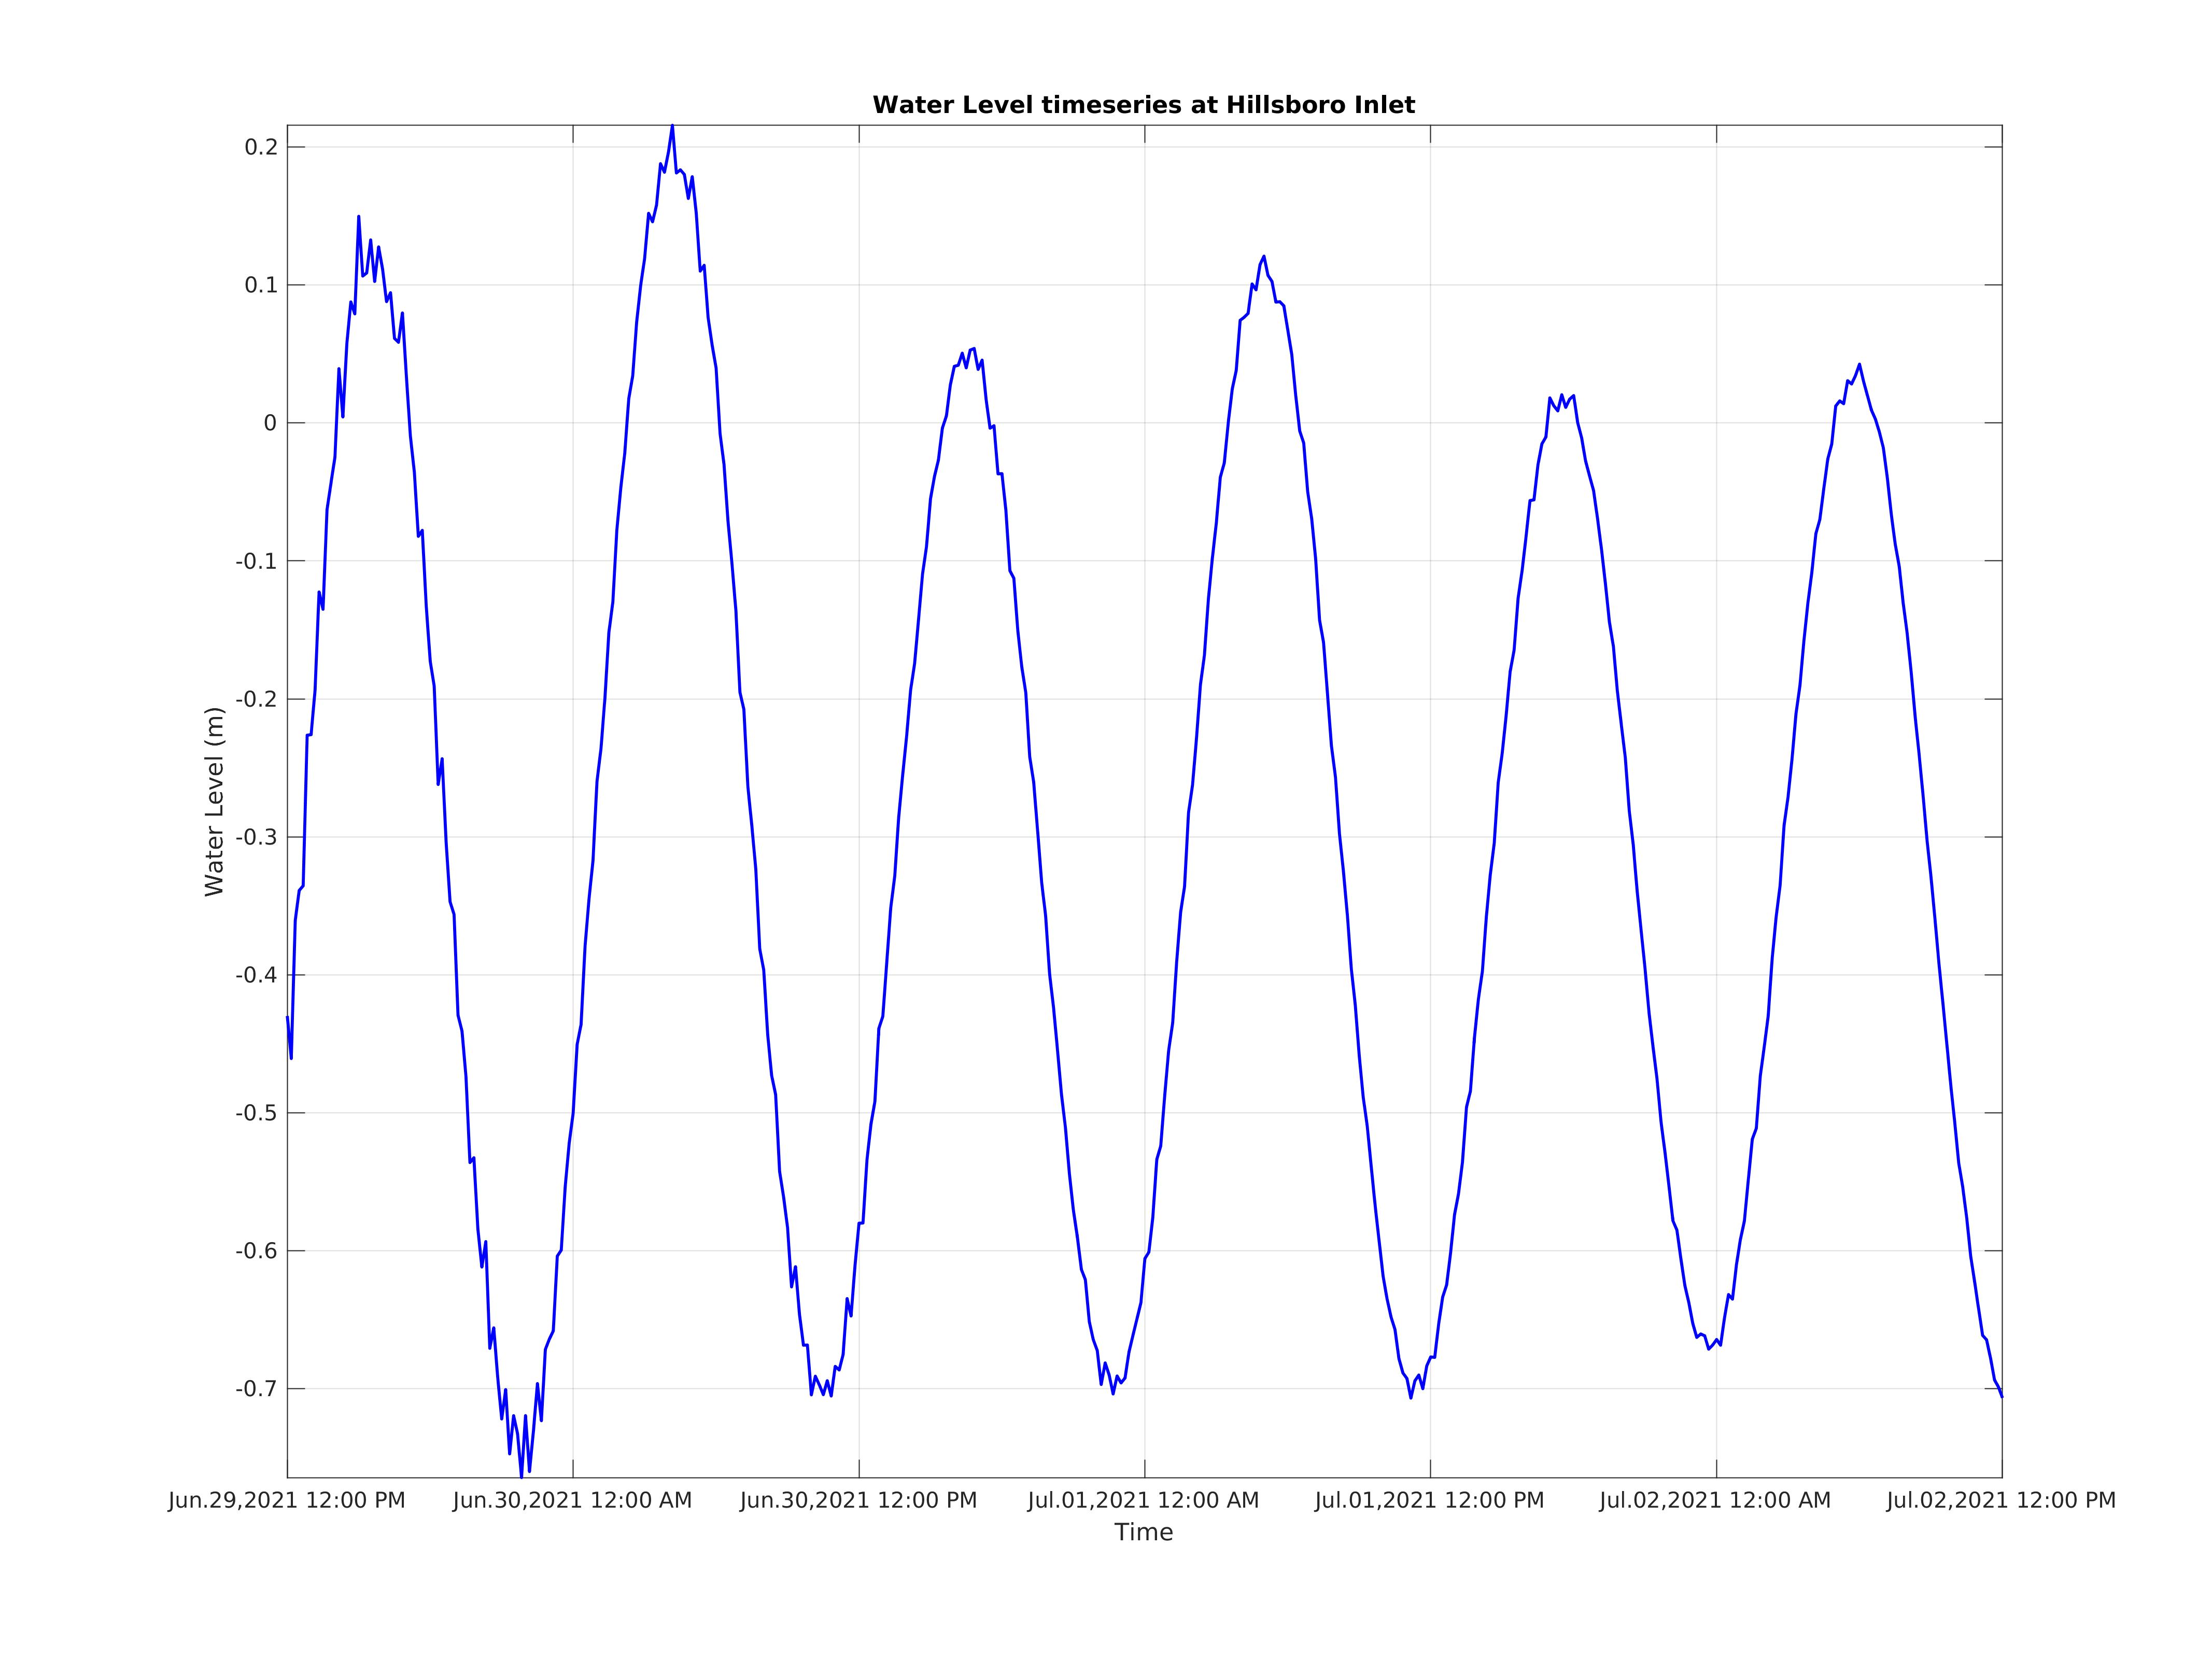 Water Level timeseries at Hillsboro Inlet
0.2
0.1
0
-0.1
-0.2
-0.3
-0.4
-0.5
-0.6
-0.7
Water Level (m)
Jun.29,2021 12:00 PM
Jun.30,2021 12:00 AM
Jun.30,2021 12:00 PM
Jul.01,2021 12:00 AM
Jul.01,2021 12:00 PM
Jul.02,2021 12:00 AM
Jul.02,2021 12:00 PM
Time